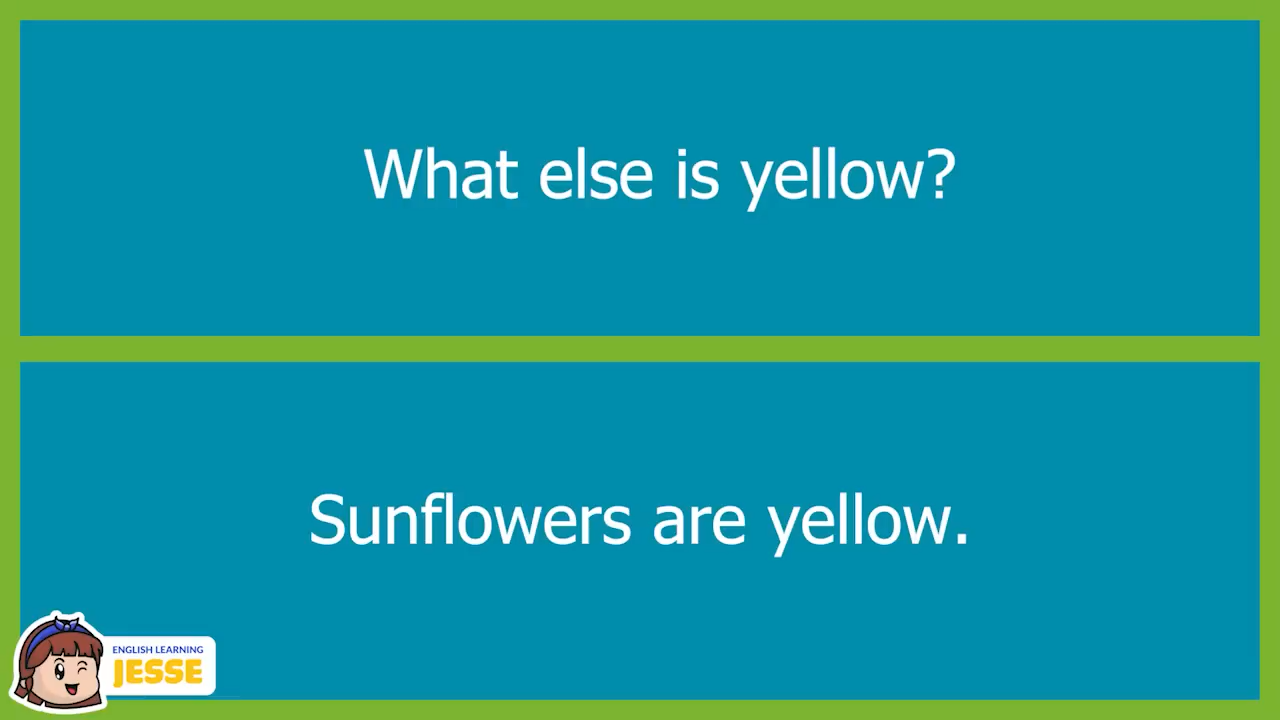 What else is yellow?
Sunflowers are yellow.
ENGLISH LEARNING
JESSE